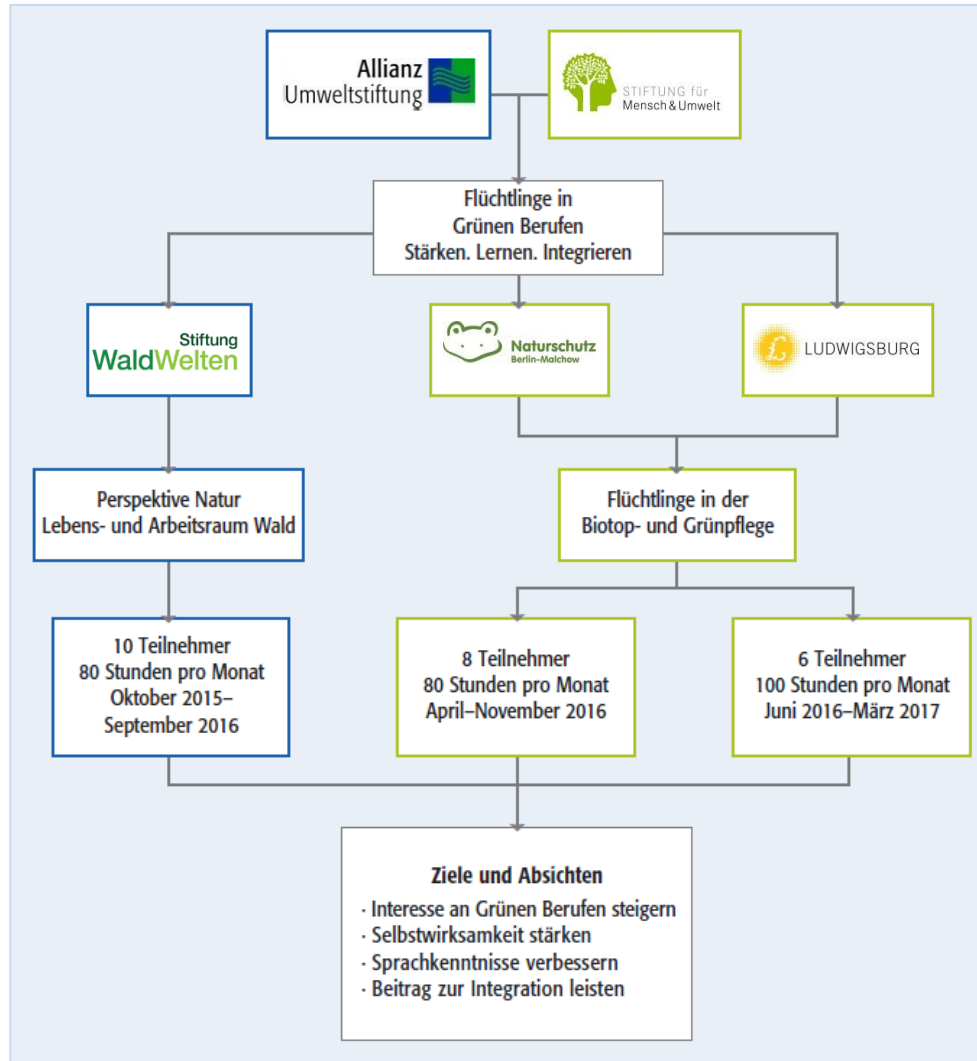 Allianz
Umweltstiftung
STIFTUNG für
Mensch & Umwelt
Flüchtlinge in
Grünen Berufen
Stärken. Lernen. Integrieren
Stiftung
WaldWelten
Naturschutz
Berlin-Malchow
LUDWIGSBURG
Perspektive Natur
Lebens- und Arbeitsraum Wald
Flüchtlinge in der
Biotop- und Grünpflege
10 Teilnehmer
80 Stunden pro Monat
Oktober 2015–
September 2016
8 Teilnehmer
80 Stunden pro Monat
April–November 2016
6 Teilnehmer
100 Stunden pro Monat
Juni 2016–März 2017
Ziele und Absichten
· Interesse an Grünen Berufen steigern
· Selbstwirksamkeit stärken
· Sprachkenntnisse verbessern
· Beitrag zur Integration leisten